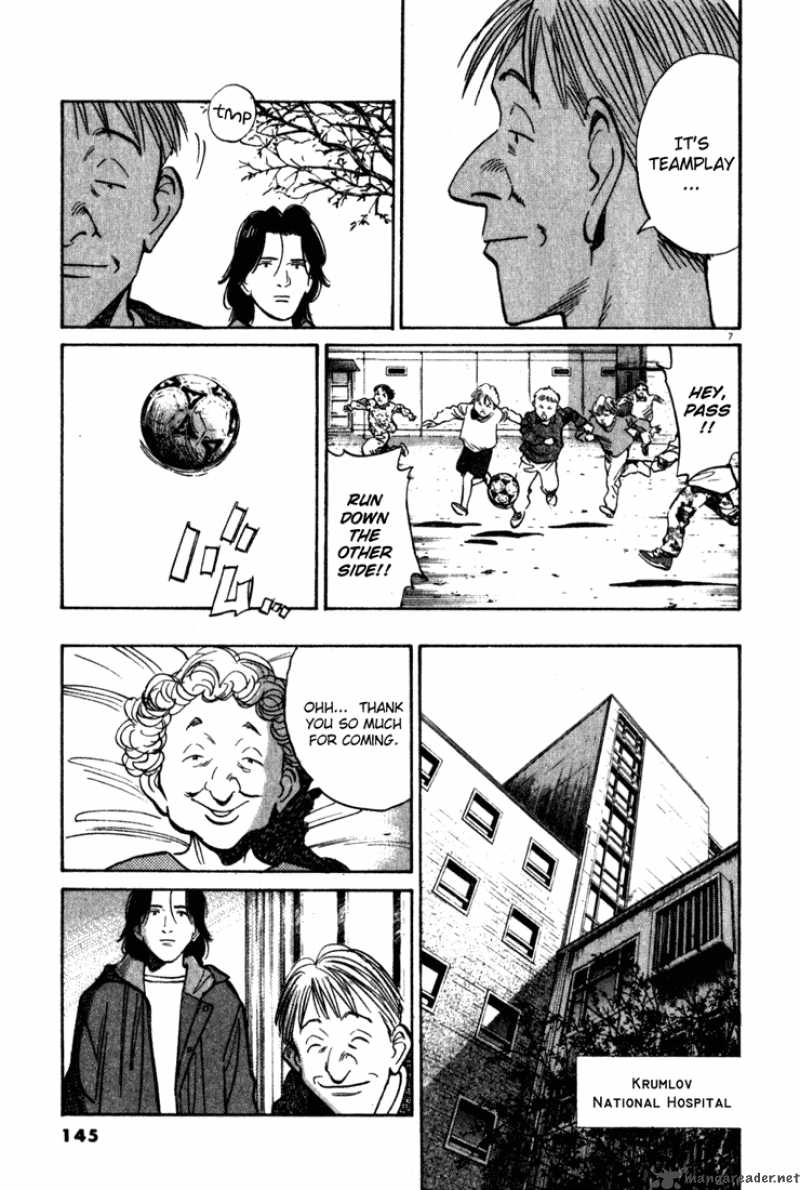 IT'S
TEAMPLAY
...
tmp
7
HEY,
PASS
!!
RUN
DOWN
THE
OTHER
SIDE!!
KRUMLOV
NATIONAL HOSPITAL
OHH... THANK
YOU SO MUCH
FOR COMING.
145
mangareader.net